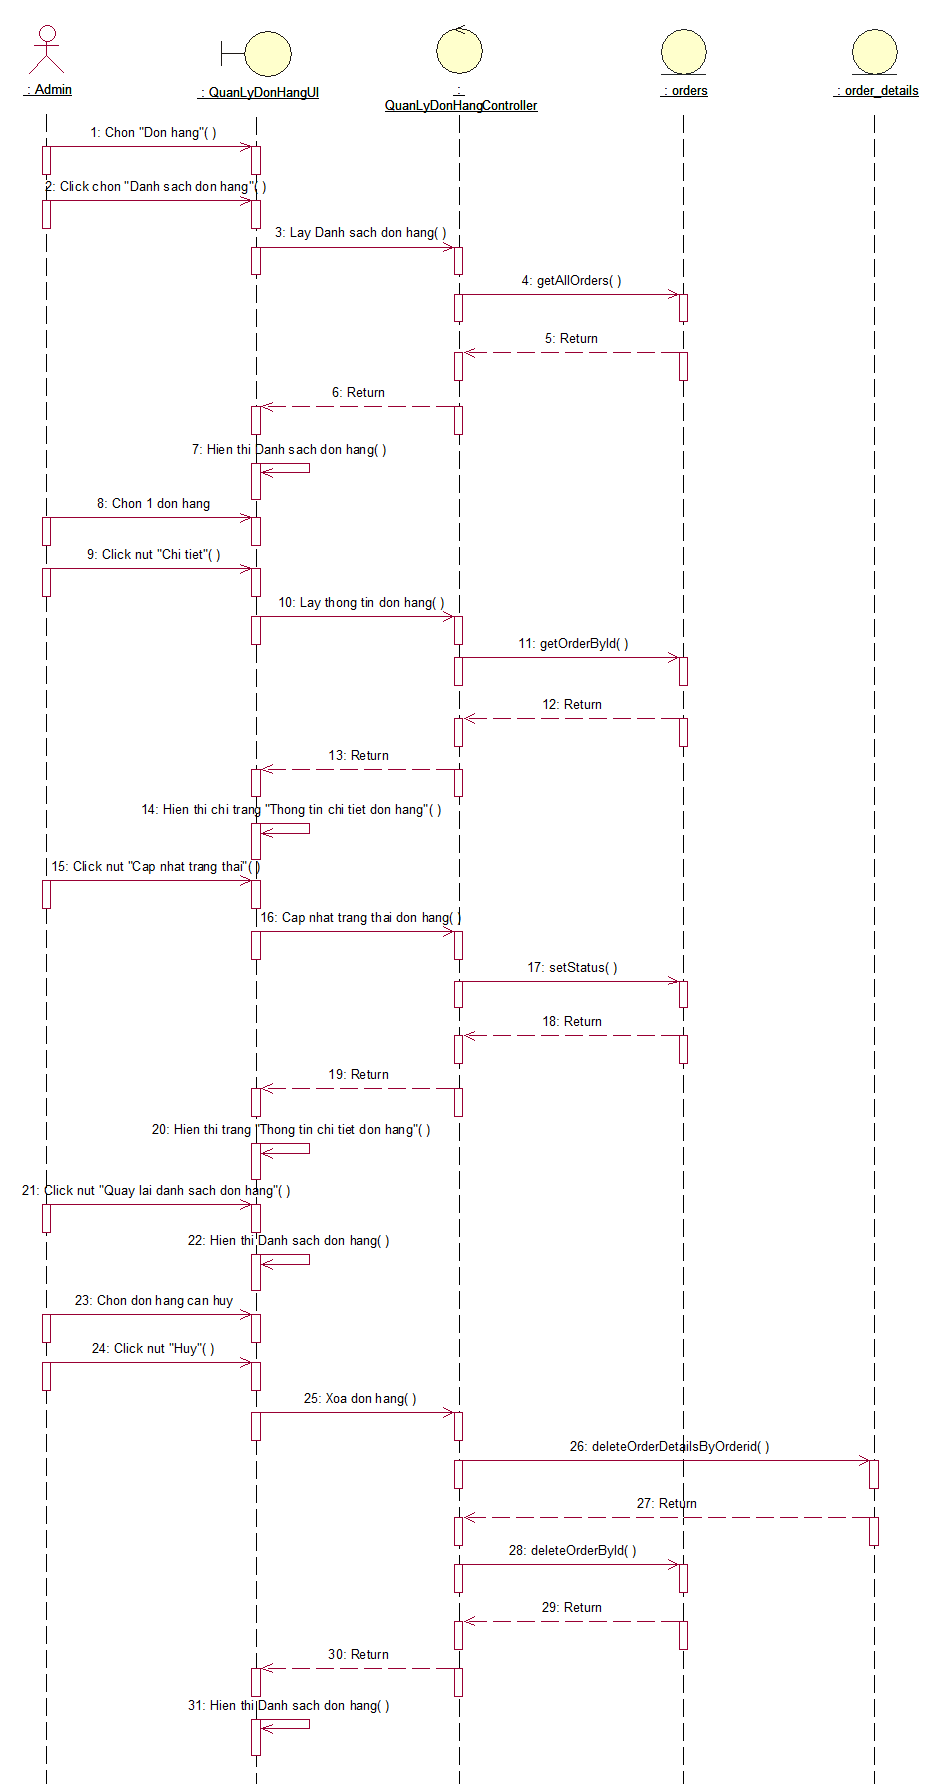 : Admin
: QuanLyDonHangUI
:
QuanLyDonHangController
: orders
: order_details
1: Chon "Don hang"( )
2: Click chon "Danh sach don hang"( )
3: Lay Danh sach don hang( )
4: getAllOrders( )
5: Return
6: Return
7: Hien thi Danh sach don hang( )
8: Chon 1 don hang
9: Click nut "Chi tiet"( )
10: Lay thong tin don hang( )
11: getOrderById( )
12: Return
13: Return
14: Hien thi chi trang "Thong tin chi tiet don hang"( )
15: Click nut "Cap nhat trang thai"( )
16: Cap nhat trang thai don hang( )
17: setStatus( )
18: Return
19: Return
20: Hien thi trang "Thong tin chi tiet don hang"( )
21: Click nut "Quay lai danh sach don hang"( )
22: Hien thi Danh sach don hang( )
23: Chon don hang can huy
24: Click nut "Huy"( )
25: Xoa don hang( )
26: deleteOrderDetailsByOrderid( )
27: Return
28: deleteOrderById( )
29: Return
30: Return
31: Hien thi Danh sach don hang( )